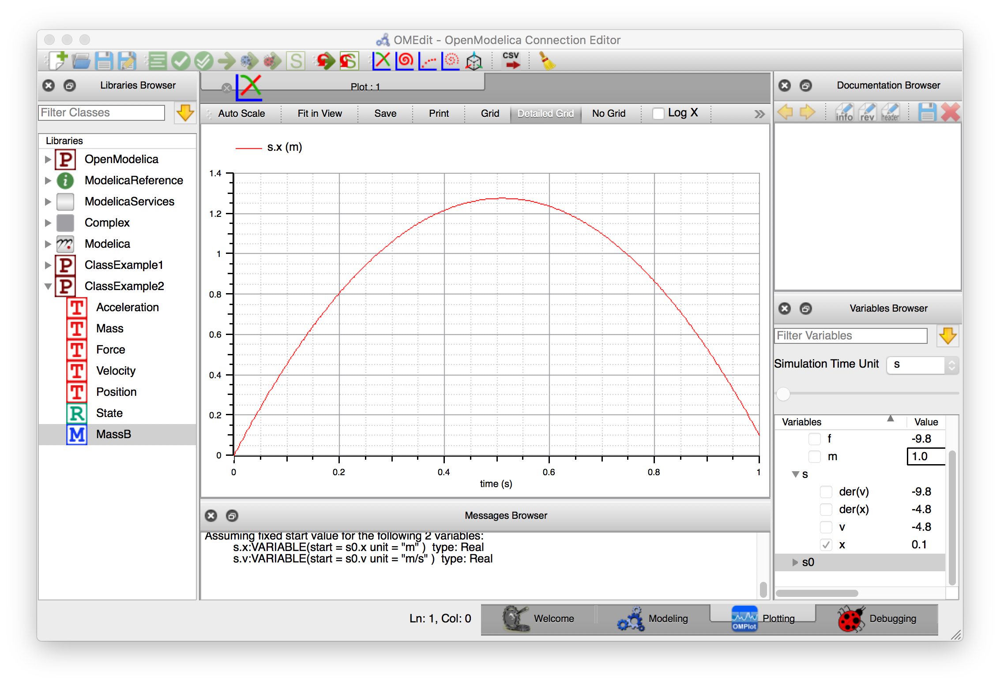 OMEdit - OpenModelica Connection Editor
S
S
CSV
Libraries Browser
Plot : 1
Documentation Browser
Filter Classes
Auto Scale
Fit in View
Save
Print
Grid
Detailed Grid
No Grid
Log X
»
info
rev
header
Libraries
P OpenModelica
i ModelicaReference
ModelicaServices
Complex
Modelica
P ClassExample1
P ClassExample2
T Acceleration
T Mass
T Force
T Velocity
T Position
R State
M MassB
s.x (m)
1.4
1.2
1
0.8
0.6
0.4
0.2
0
0 0.2 0.4 0.6 0.8 1
time (s)
Messages Browser
Assuming fixed start value for the following 2 variables:
s.x:VARIABLE(start = s0.x unit = "m" )  type: Real
s.v:VARIABLE(start = s0.v unit = "m/s" )  type: Real
Variables Browser
Filter Variables
Simulation Time Unit s
Variables Value
f -9.8
m 1.0
s
der(v) -9.8
der(x) -4.8
v -4.8
x 0.1
s0
Ln: 1, Col: 0
Welcome
Modeling
OMPlot
Plotting
Debugging